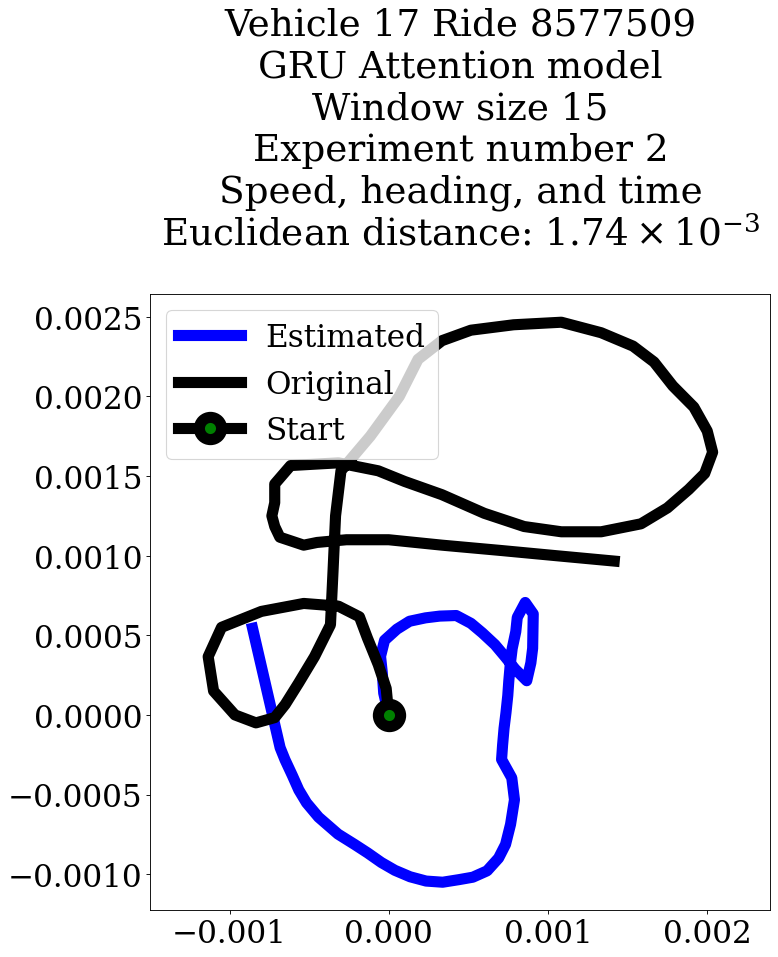 Vehicle 17 Ride 8577509
GRU Attention model
Window size 15
Experiment number 2
Speed, heading, and time
Euclidean distance: 1.74 × 10⁻³
Estimated
Original
Start
0.0025
0.0020
0.0015
0.0010
0.0005
0.0000
−0.0005
−0.0010
−0.001 0.000 0.001 0.002